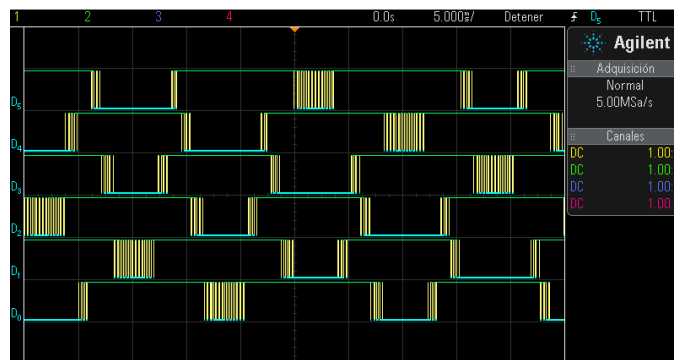 1 2 3 4 0.0s 5.000㎳/ Detener D5 TTL
Agilent
Adquisición
Normal
5.00MSa/s
Canales
DC 1.00:
DC 1.00:
DC 1.00:
DC 1.00:
D5
D4
D3
D2
D1
D0